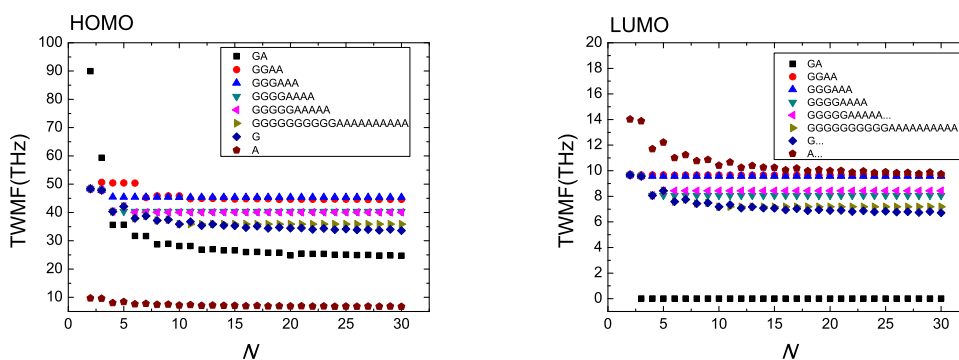 HOMO
100
90
80
70
60
50
40
30
20
10
TWMF(THz)
GA
GGAA
GGGAAA
GGGGAAAA
GGGGGAAAAA
GGGGGGGGGGAAAAAAAAAA
G
A
0 5 10 15 20 25 30
N
LUMO
20
18
16
14
12
10
8
6
4
2
0
TWMF(THz)
GA
GGAA
GGGAAA
GGGGAAAA
GGGGGAAAAA...
GGGGGGGGGGAAAAAAAAAA
G...
A...
0 5 10 15 20 25 30
N